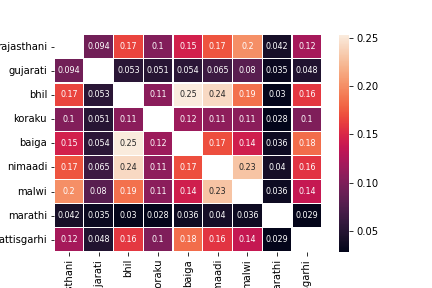 rajasthani 0.094 0.17 0.1 0.15 0.17 0.2 0.042 0.12
gujarati 0.094 0.053 0.051 0.054 0.065 0.08 0.035 0.048
bhil 0.17 0.053 0.11 0.25 0.24 0.19 0.03 0.16
koraku 0.1 0.051 0.11 0.12 0.11 0.11 0.028 0.1
baiga 0.15 0.054 0.25 0.12 0.17 0.14 0.036 0.18
nimaadi 0.17 0.065 0.24 0.11 0.17 0.23 0.04 0.16
malwi 0.2 0.08 0.19 0.11 0.14 0.23 0.036 0.14
marathi 0.042 0.035 0.03 0.028 0.036 0.04 0.036 0.029
attisgarhi 0.12 0.048 0.16 0.1 0.18 0.16 0.14 0.029
sthani jarati bhil oraku baiga maadi malwi arathi garhi
0.25
0.20
0.15
0.10
0.05